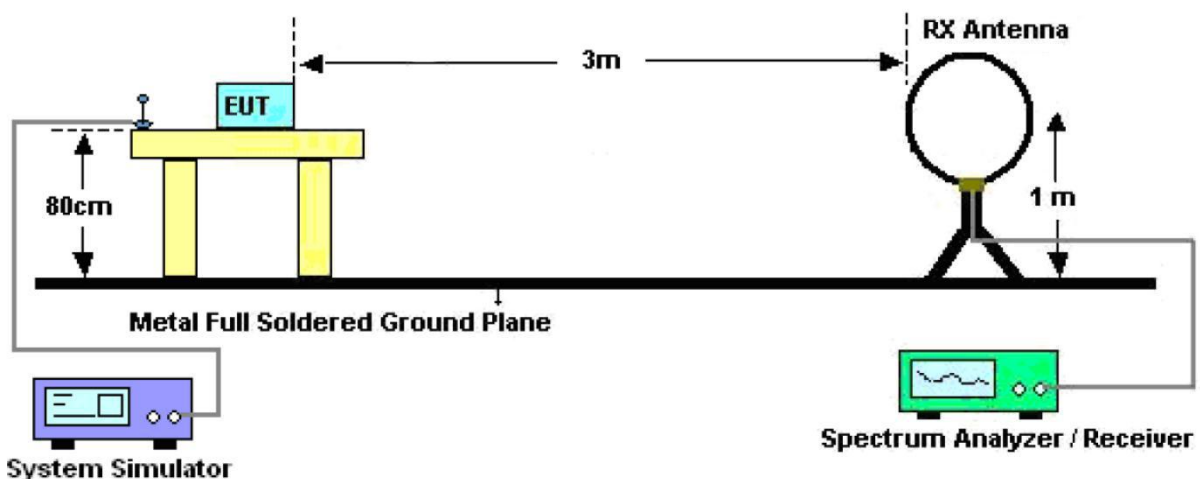 RX Antenna
3m
EUT
80cm
1 m
Metal Full Soldered Ground Plane
System Simulator
Spectrum Analyzer / Receiver